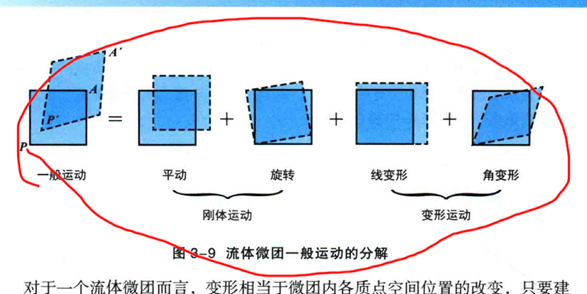 A′
A
P′
P
= + + +
一般运动 平动 旋转 线变形 角变形
刚体运动 变形运动
图 3-9 流体微团一般运动的分解
对于一个流体微团而言，变形相当于微团内各质点空间位置的改变，只要建